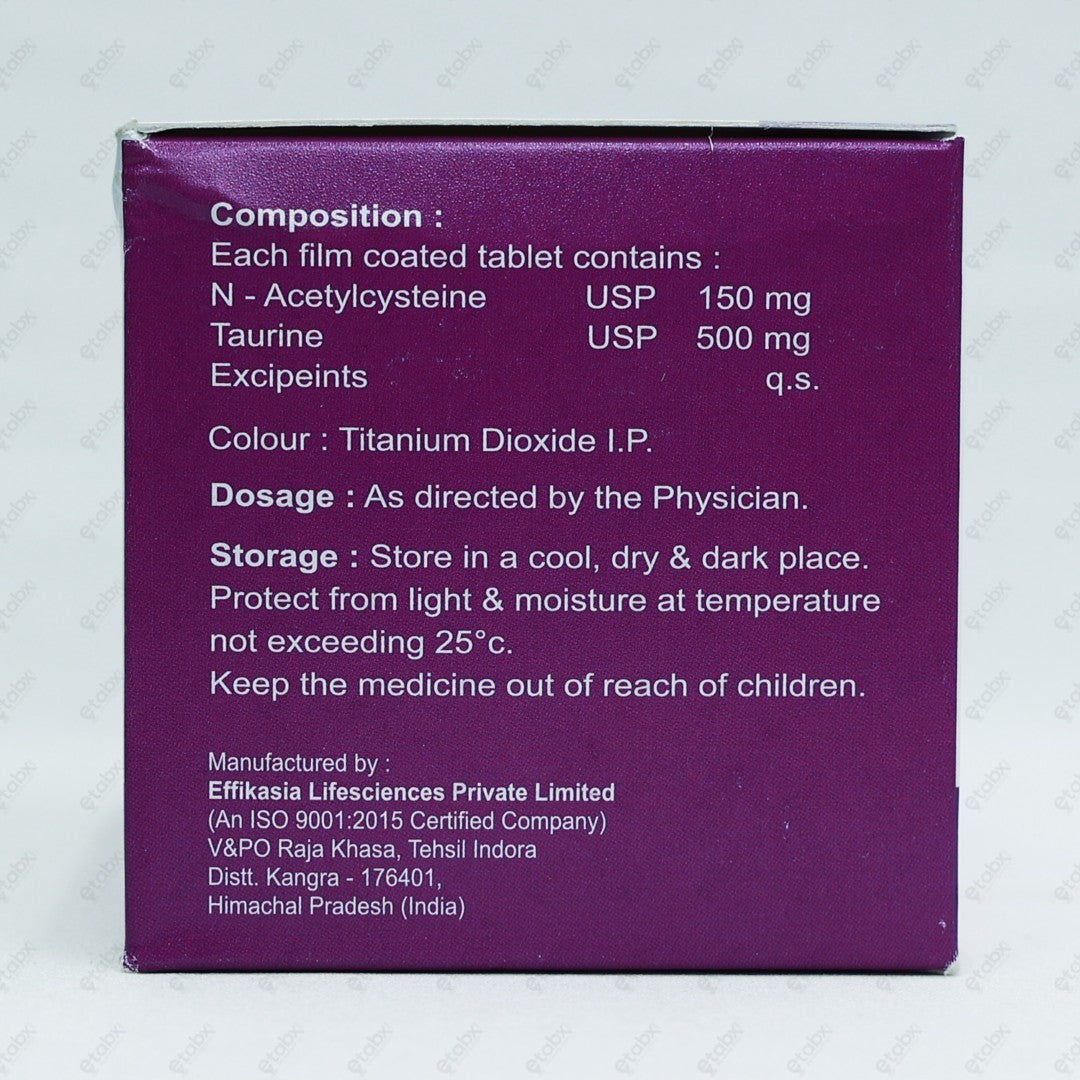 Composition :
Each film coated tablet contains :
N - Acetylcysteine USP 150 mg
Taurine USP 500 mg
Excipeints q.s.
Colour : Titanium Dioxide I.P.
Dosage : As directed by the Physician.
Storage : Store in a cool, dry & dark place.
Protect from light & moisture at temperature
not exceeding 25°c.
Keep the medicine out of reach of children.
Manufactured by :
Effikasia Lifesciences Private Limited
(An ISO 9001:2015 Certified Company)
V&PO Raja Khasa, Tehsil Indora
Distt. Kangra - 176401,
Himachal Pradesh (India)